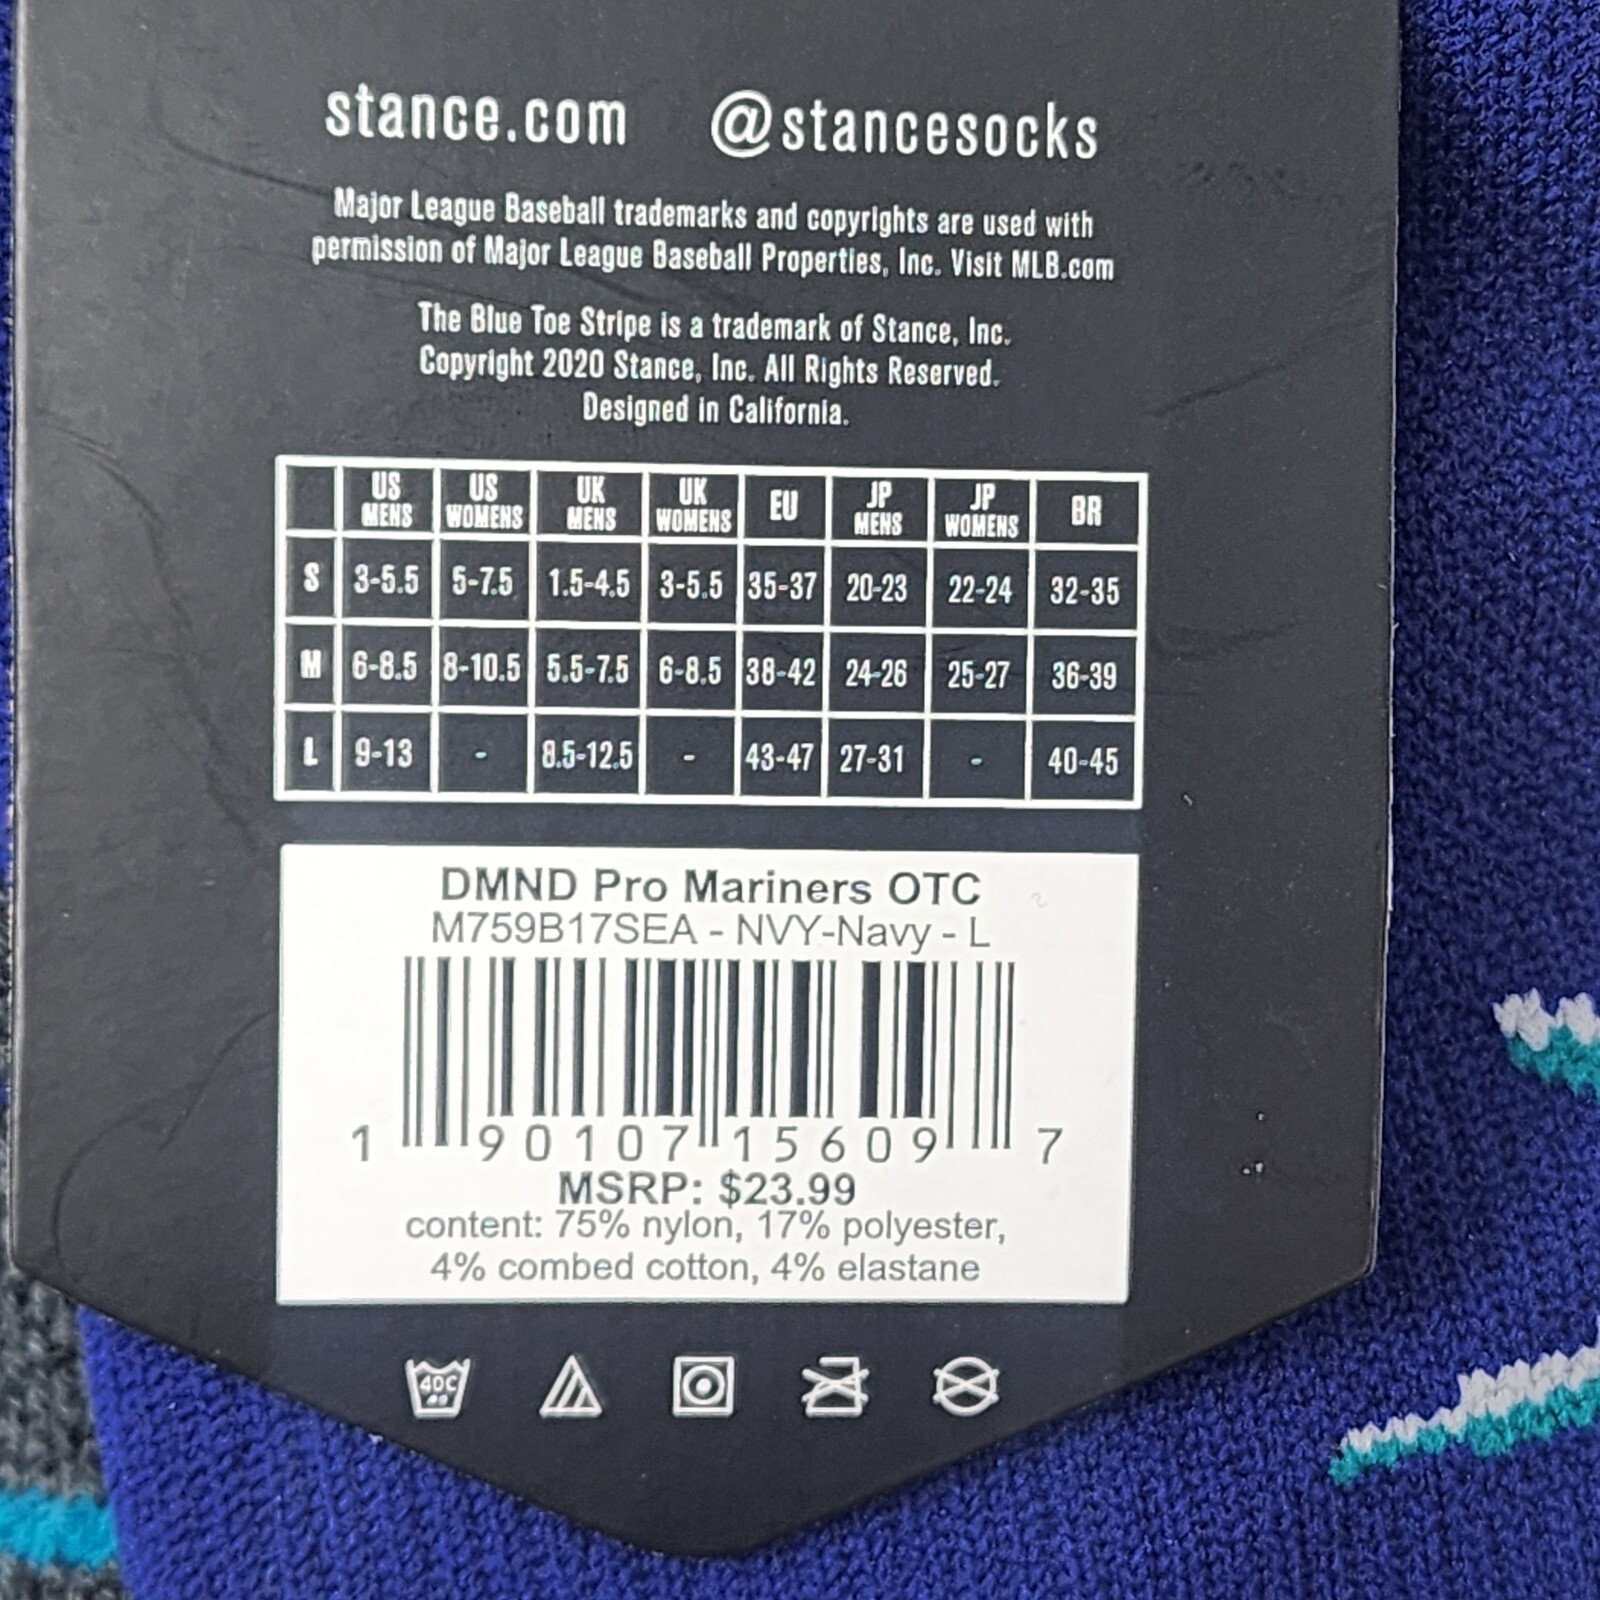 stance.com @stancesocks
Major League Baseball trademarks and copyrights are used with
permission of Major League Baseball Properties, Inc. Visit MLB.com
The Blue Toe Stripe is a trademark of Stance, Inc.
Copyright 2020 Stance, Inc. All Rights Reserved.
Designed in California.
US MENS US WOMENS UK MENS UK WOMENS EU JP MENS JP WOMENS BR
S 3-5.5 5-7.5 1.5-4.5 3-5.5 35-37 20-23 22-24 32-35
M 6-8.5 8-10.5 5.5-7.5 6-8.5 38-42 24-26 25-27 36-39
L 9-13 - 8.5-12.5 - 43-47 27-31 - 40-45
DMND Pro Mariners OTC
M759B17SEA - NVY-Navy - L
1 90107 15609 7
MSRP: $23.99
content: 75% nylon, 17% polyester,
4% combed cotton, 4% elastane
40C